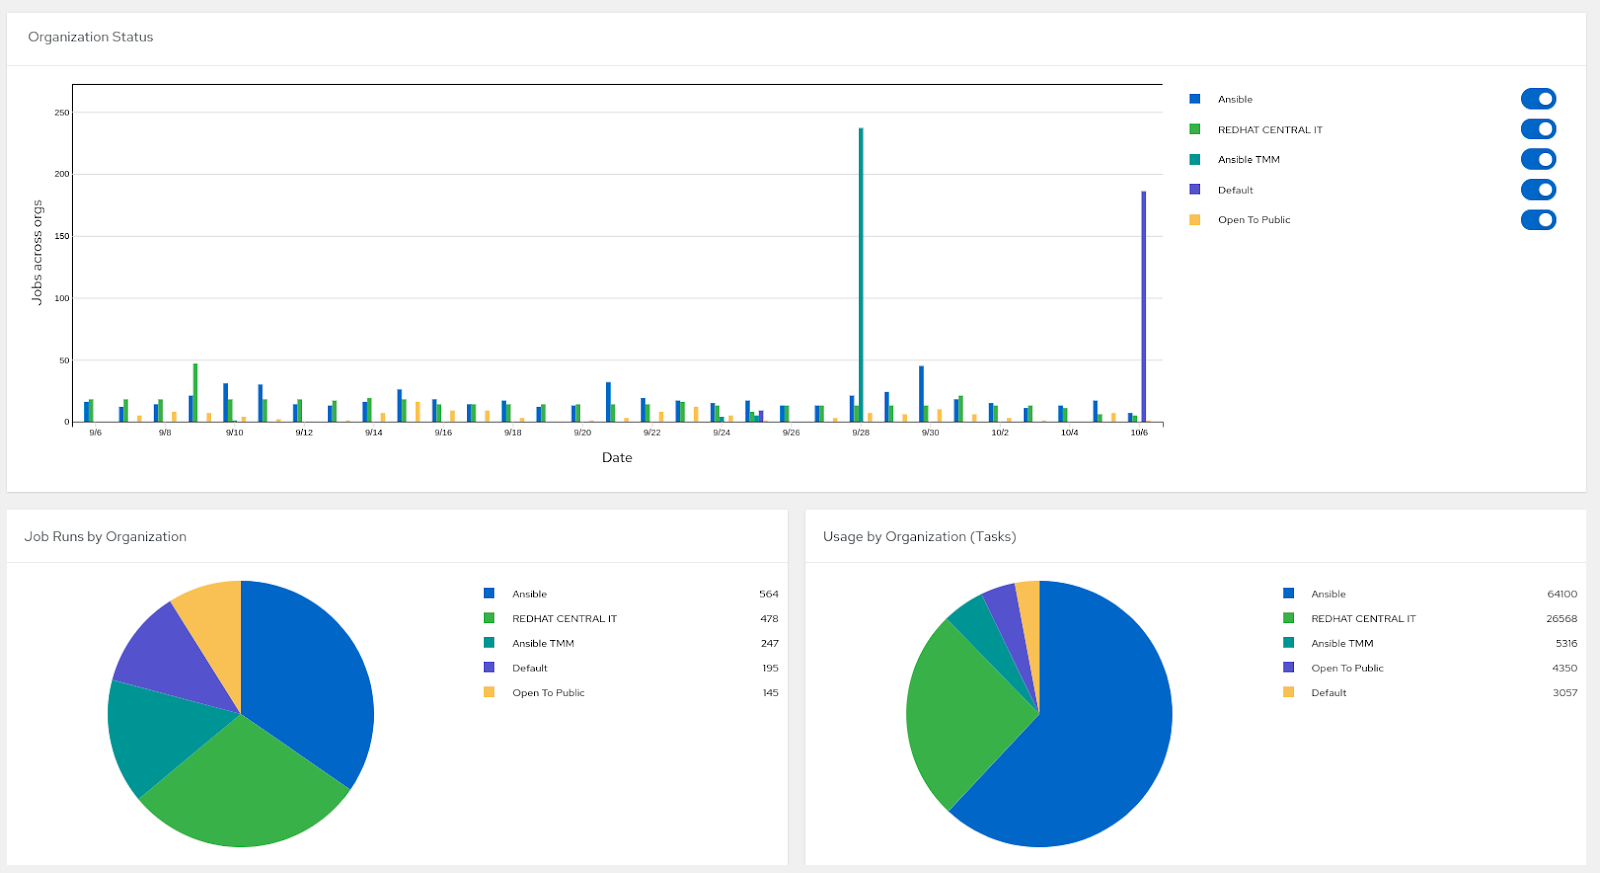 Organization Status
250
200
150
100
50
0
Jobs across orgs
9/6 9/8 9/10 9/12 9/14 9/16 9/18 9/20 9/22 9/24 9/26 9/28 9/30 10/2 10/4 10/6
Date
Ansible
REDHAT CENTRAL IT
Ansible TMM
Default
Open To Public
Job Runs by Organization
Ansible 564
REDHAT CENTRAL IT 478
Ansible TMM 247
Default 195
Open To Public 145
Usage by Organization (Tasks)
Ansible 64100
REDHAT CENTRAL IT 26568
Ansible TMM 5316
Open To Public 4350
Default 3057